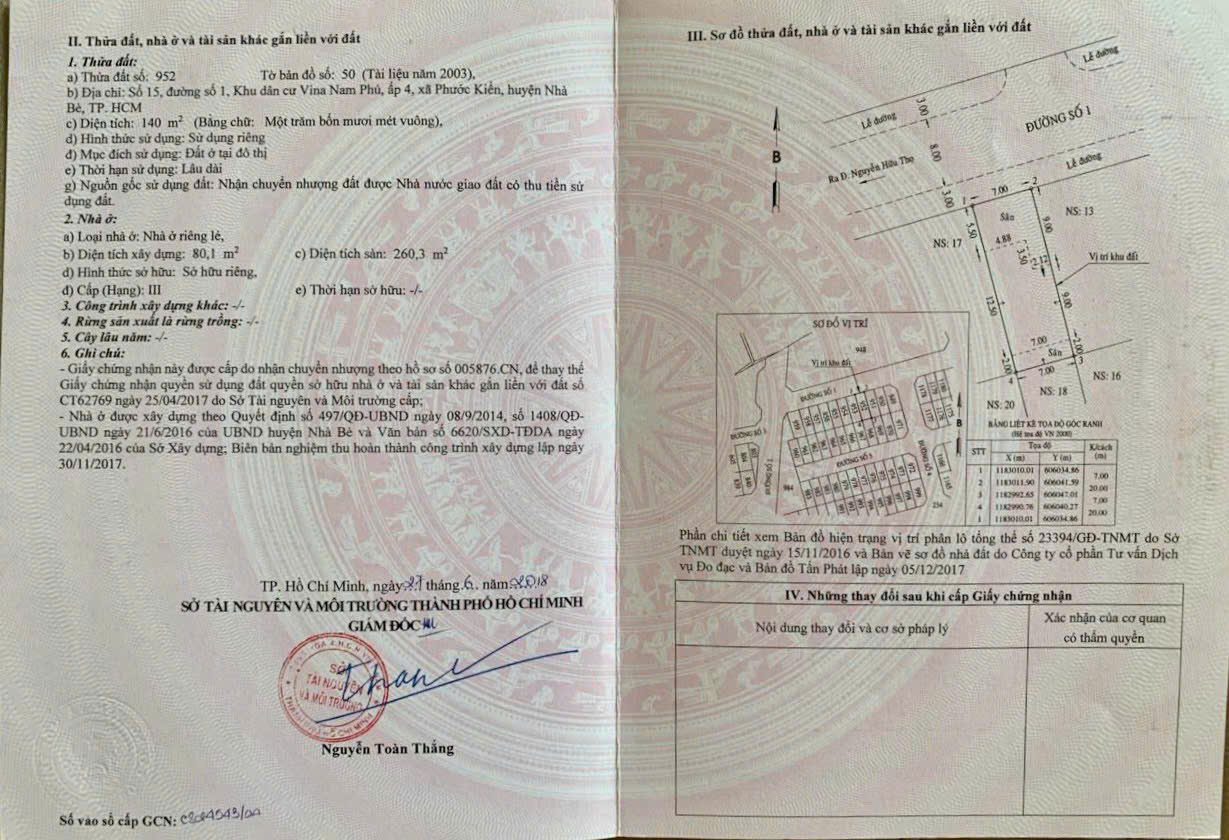 II. Thửa đất, nhà ở và tài sản khác gắn liền với đất
1. Thửa đất:
a) Thửa đất số: 952 Tờ bản đồ số: 50 (Tài liệu năm 2003),
b) Địa chỉ: Số 15, đường số 1, Khu dân cư Vina Nam Phú, ấp 4, xã Phước Kiển, huyện Nhà
Bè, TP. HCM
c) Diện tích: 140 m² (Bằng chữ: Một trăm bốn mươi mét vuông),
d) Hình thức sử dụng: Sử dụng riêng
đ) Mục đích sử dụng: Đất ở tại đô thị
e) Thời hạn sử dụng: Lâu dài
g) Nguồn gốc sử dụng đất: Nhận chuyển nhượng đất được Nhà nước giao đất có thu tiền sử
dụng đất.
2. Nhà ở:
a) Loại nhà ở: Nhà ở riêng lẻ,
b) Diện tích xây dựng: 80,1 m² c) Diện tích sàn: 260,3 m²
d) Hình thức sở hữu: Sở hữu riêng,
đ) Cấp (Hạng): III e) Thời hạn sở hữu: -/-
3. Công trình xây dựng khác: -/-
4. Rừng sản xuất là rừng trồng: -/-
5. Cây lâu năm: -/-
6. Ghi chú:
- Giấy chứng nhận này được cấp do nhận chuyển nhượng theo hồ sơ số 005876.CN, để thay thế
Giấy chứng nhận quyền sử dụng đất quyền sở hữu nhà ở và tài sản khác gắn liền với đất số
CT62769 ngày 25/04/2017 do Sở Tài nguyên và Môi trường cấp;
- Nhà ở được xây dựng theo Quyết định số 497/QĐ-UBND ngày 08/9/2014, số 1408/QĐ-
UBND ngày 21/6/2016 của UBND huyện Nhà Bè và Văn bản số 6620/SXD-TĐDA ngày
22/04/2016 của Sở Xây dựng; Biên bản nghiệm thu hoàn thành công trình xây dựng lập ngày
30/11/2017.
TP. Hồ Chí Minh, ngày 27 tháng 6. năm 2018
SỞ TÀI NGUYÊN VÀ MÔI TRƯỜNG THÀNH PHỐ HỒ CHÍ MINH
GIÁM ĐỐC
SỞ
TÀI NGUYÊN
VÀ MÔI TRƯỜNG
THÀNH PHỐ HỒ CHÍ MINH
Nguyễn Toàn Thắng
Số vào sổ cấp GCN:
III. Sơ đồ thửa đất, nhà ở và tài sản khác gắn liền với đất
Lề đường
3.00
Lề đường
ĐƯỜNG SỐ 1
B
8.00
Ra Đ. Nguyễn Hữu Thọ
Lề đường
3.00
1
7.00
2
Sân
NS: 13
5.50
9.00
NS: 17
4.88
3.50
2.12
Vị trí khu đất
9.00
12.50
7.00
2.00
Sân
2.00
7.00
3
4
NS: 16
NS: 18
NS: 20
SƠ ĐỒ VỊ TRÍ
948
Vị trí khu đất
ĐƯỜNG SỐ 1
ĐƯỜNG SỐ 3
ĐƯỜNG SỐ 5
B
984
234
BẢNG LIỆT KÊ TỌA ĐỘ GÓC RANH
(Hệ tọa độ VN 2000)
STT Tọa độ K/cách
X (m) Y (m) (m)
1 1183010.01 606034.86
7.00
2 1183011.90 606041.59
20.00
3 1182992.65 606047.01
7.00
4 1182990.76 606040.27
20.00
1 1183010.01 606034.86
Phần chi tiết xem Bản đồ hiện trạng vị trí phân lô tổng thể số 23394/GĐ-TNMT do Sở
TNMT duyệt ngày 15/11/2016 và Bản vẽ sơ đồ nhà đất do Công ty cổ phần Tư vấn Dịch
vụ Đo đạc và Bản đồ Tấn Phát lập ngày 05/12/2017
IV. Những thay đổi sau khi cấp Giấy chứng nhận
Nội dung thay đổi và cơ sở pháp lý
Xác nhận của cơ quan
có thẩm quyền